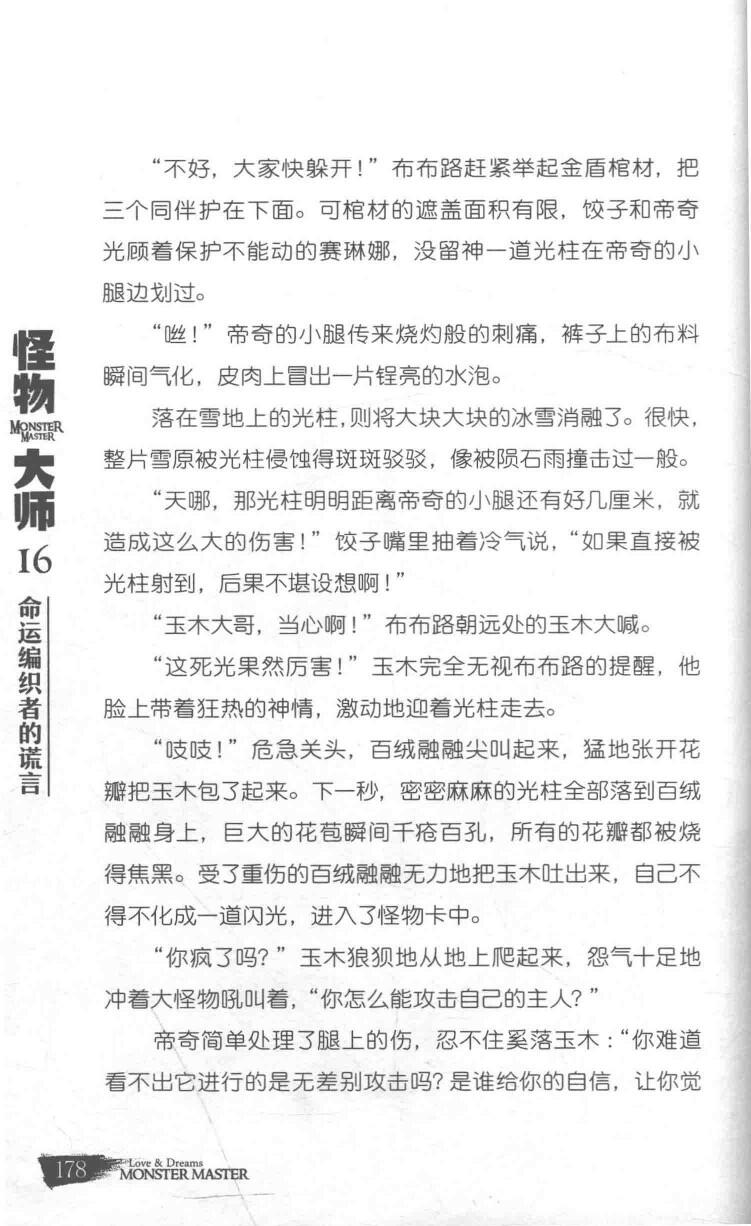 “不好，大家快躲开！”布布路赶紧举起金盾棺材，把
三个同伴护在下面。可棺材的遮盖面积有限，饺子和帝奇
光顾着保护不能动的赛琳娜，没留神一道光柱在帝奇的小
腿边划过。
“咝！”帝奇的小腿传来烧灼般的刺痛，裤子上的布料
瞬间气化，皮肉上冒出一片锃亮的水泡。
落在雪地上的光柱，则将大块大块的冰雪消融了。很快，
整片雪原被光柱侵蚀得斑斑驳驳，像被陨石雨撞击过一般。
“天哪，那光柱明明距离帝奇的小腿还有好几厘米，就
造成这么大的伤害！”饺子嘴里抽着冷气说，“如果直接被
光柱射到，后果不堪设想啊！”
“玉木大哥，当心啊！”布布路朝远处的玉木大喊。
“这死光果然厉害！”玉木完全无视布布路的提醒，他
脸上带着狂热的神情，激动地迎着光柱走去。
“吱吱！”危急关头，百绒融融尖叫起来，猛地张开花
瓣把玉木包了起来。下一秒，密密麻麻的光柱全部落到百绒
融融身上，巨大的花苞瞬间千疮百孔，所有的花瓣都被烧
得焦黑。受了重伤的百绒融融无力地把玉木吐出来，自己不
得不化成一道闪光，进入了怪物卡中。
“你疯了吗？”玉木狼狈地从地上爬起来，怨气十足地
冲着大怪物吼叫着，“你怎么能攻击自己的主人？”
帝奇简单处理了腿上的伤，忍不住奚落玉木：“你难道
看不出它进行的是无差别攻击吗？是谁给你的自信，让你觉
怪物
MONSTER
MASTER
大师
16
命运编织者的谎言
178
Love & Dreams
MONSTER MASTER